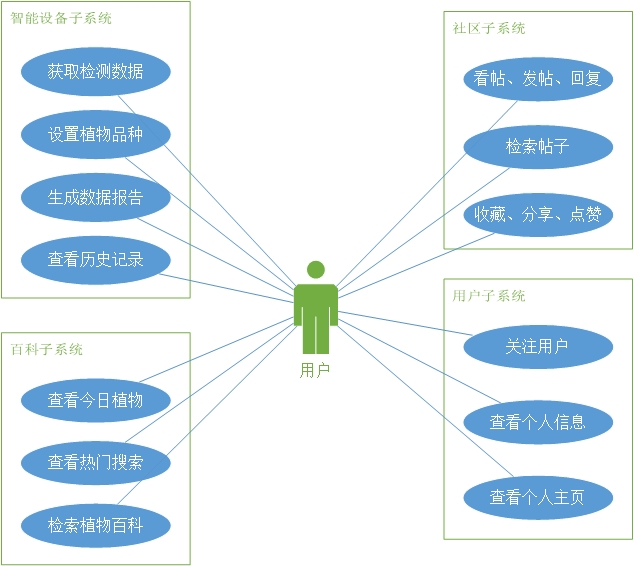 智能设备子系统
获取检测数据
设置植物品种
生成数据报告
查看历史记录
百科子系统
查看今日植物
查看热门搜索
检索植物百科
用户
社区子系统
看帖、发帖、回复
检索帖子
收藏、分享、点赞
用户子系统
关注用户
查看个人信息
查看个人主页